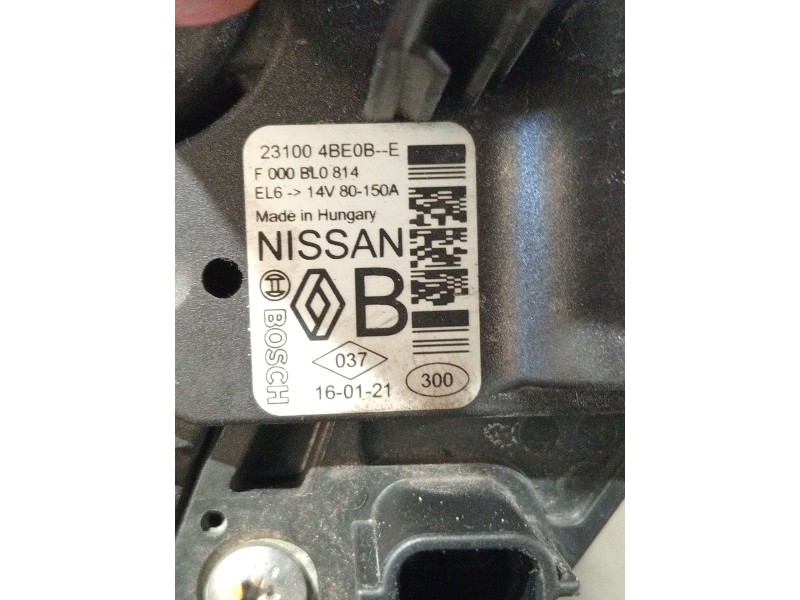 23100 4BE0B--E
F 000 BL0 814
EL6 -> 14V 80-150A
Made in Hungary
NISSAN
BOSCH
B
037
16-01-21
300